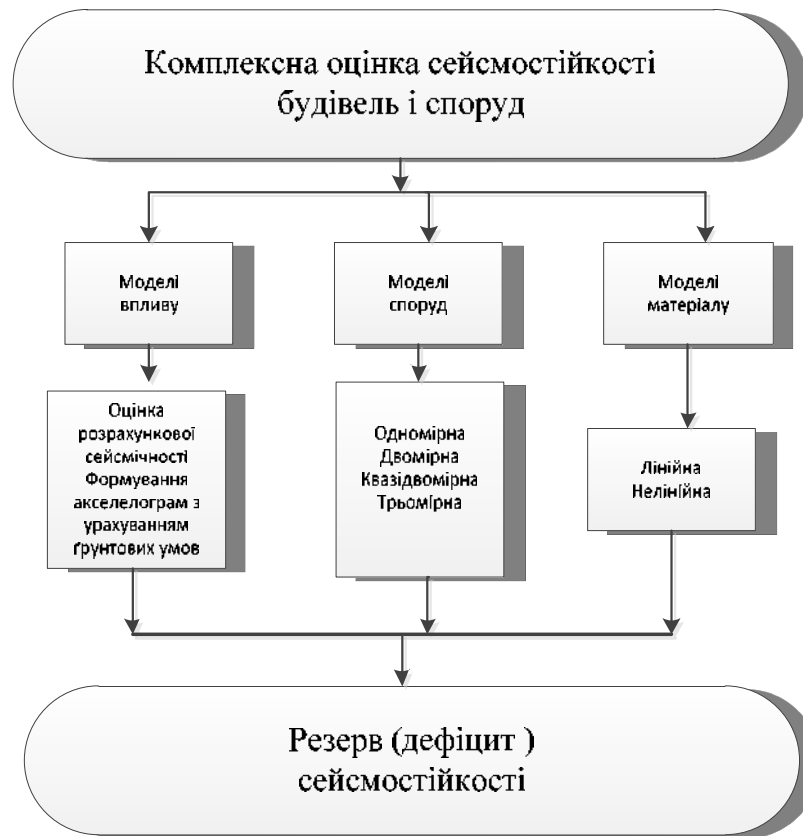 Комплексна оцінка сейсмостійкості
будівель і споруд
Моделі
впливу
Моделі
споруд
Моделі
матеріалу
Оцінка
розрахункової
сейсмічності
Формування
акселелограм з
урахуванням
ґрунтових умов
Одномірна
Двомірна
Квазідвомірна
Трьомірна
Лінійна
Нелінійна
Резерв (дефіцит )
сейсмостійкості